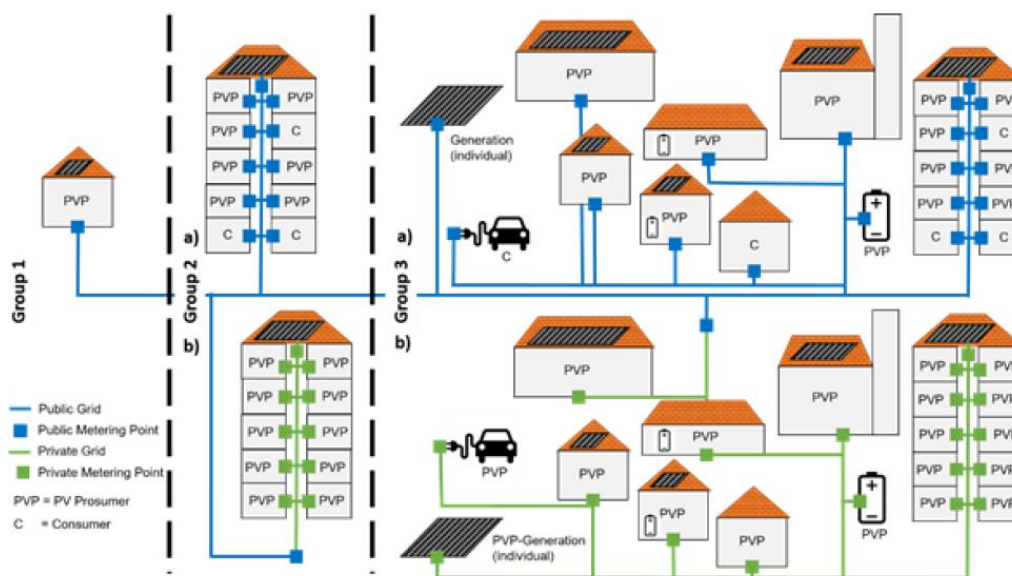 Group 1
PVP
Public Grid
Public Metering Point
Private Grid
Private Metering Point
PVP = PV Prosumer
C = Consumer
Group 2
a)
PVP PVP
PVP C
PVP PVP
PVP PVP
C C
b)
PVP PVP
PVP PVP
PVP PVP
PVP PVP
PVP PVP
Group 3
a)
PVP
Generation
(individual)
PVP
PVP
PVP
PVP
C
C
+
-
PVP
PVP PVP
PVP C
PVP PVP
PVP PVP
C C
b)
PVP
PVP
PVP
PVP
PVP
PVP
PVP
PVP-Generation
(individual)
+
-
PVP
PVP PVP
PVP PVP
PVP PVP
PVP PVP
PVP PVP